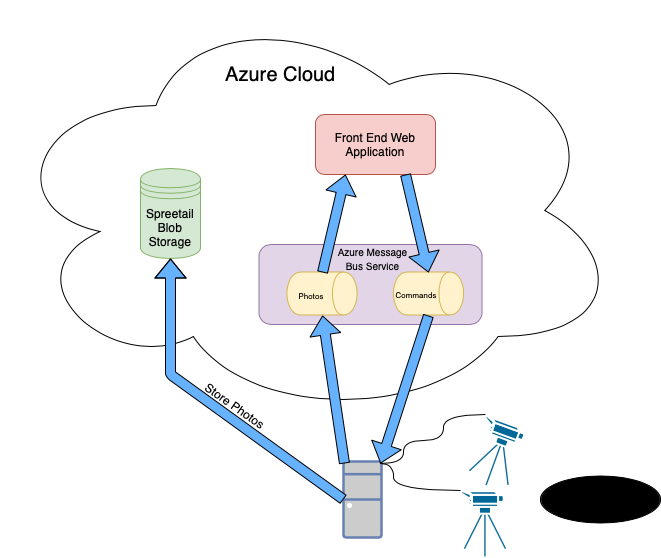 Azure Cloud
Front End Web
Application
Spreetail
Blob
Storage
Azure Message
Bus Service
Photos
Commands
Store Photos